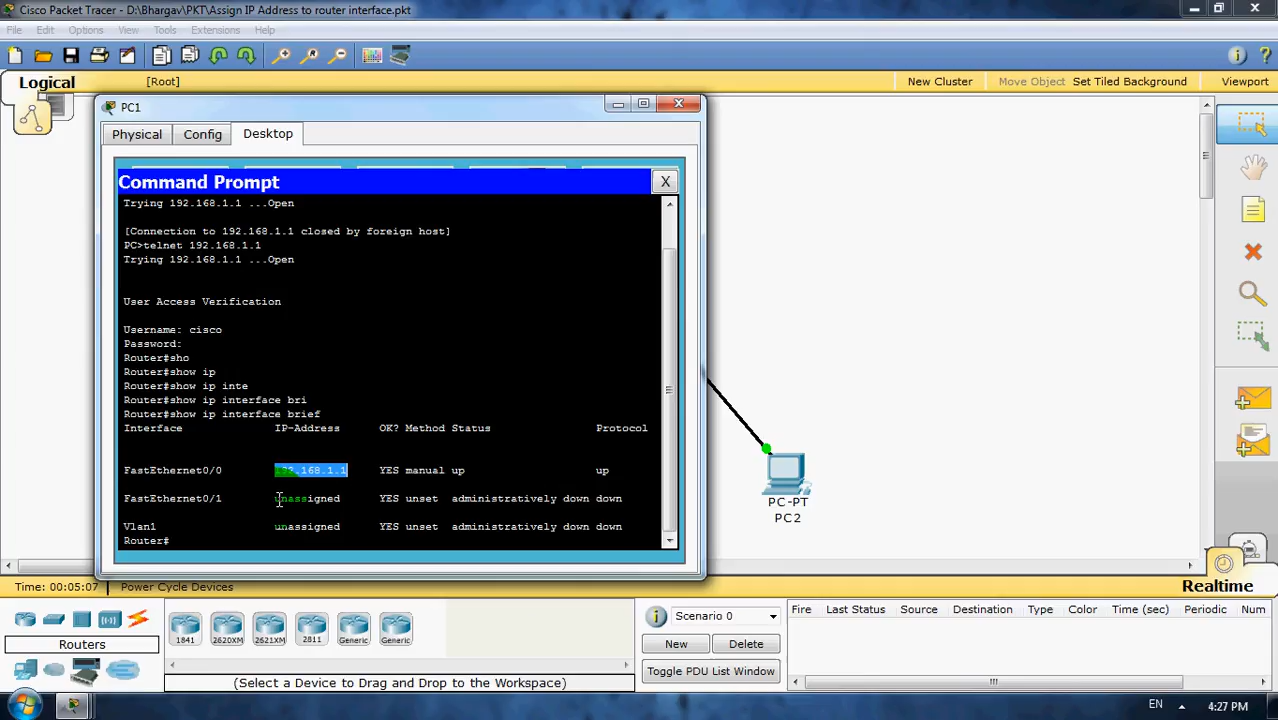 Cisco Packet Tracer - D:\Bhargav\PKT\Assign IP Address to router interface.pkt
File Edit Options View Tools Extensions Help
Logical [Root] New Cluster Move Object Set Tiled Background Viewport
PC1
Physical Config Desktop
Command Prompt X
Trying 192.168.1.1 ...Open
[Connection to 192.168.1.1 closed by foreign host]
PC>telnet 192.168.1.1
Trying 192.168.1.1 ...Open
User Access Verification
Username: cisco
Password:
Router#sho
Router#show ip
Router#show ip inte
Router#show ip interface bri
Router#show ip interface brief
Interface IP-Address OK? Method Status Protocol
FastEthernet0/0 192.168.1.1 YES manual up up
FastEthernet0/1 unassigned YES unset administratively down down
Vlan1 unassigned YES unset administratively down down
Router#
PC-PT
PC2
Time: 00:05:07 Power Cycle Devices Realtime
Routers
1841 2620XM 2621XM 2811 Generic Generic
(Select a Device to Drag and Drop to the Workspace)
Scenario 0
New Delete
Toggle PDU List Window
Fire Last Status Source Destination Type Color Time (sec) Periodic Num
EN 4:27 PM